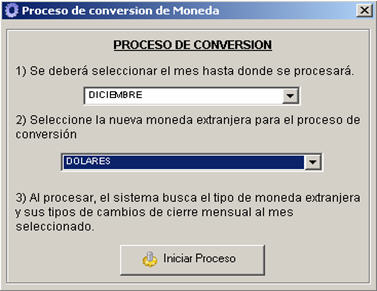 Proceso de conversion de Moneda
PROCESO DE CONVERSION
1) Se deberá seleccionar el mes hasta donde se procesará.
DICIEMBRE
2) Seleccione la nueva moneda extranjera para el proceso de
conversión
DOLARES
3) Al procesar, el sistema busca el tipo de moneda extranjera
y sus tipos de cambios de cierre mensual al mes
seleccionado.
Iniciar Proceso